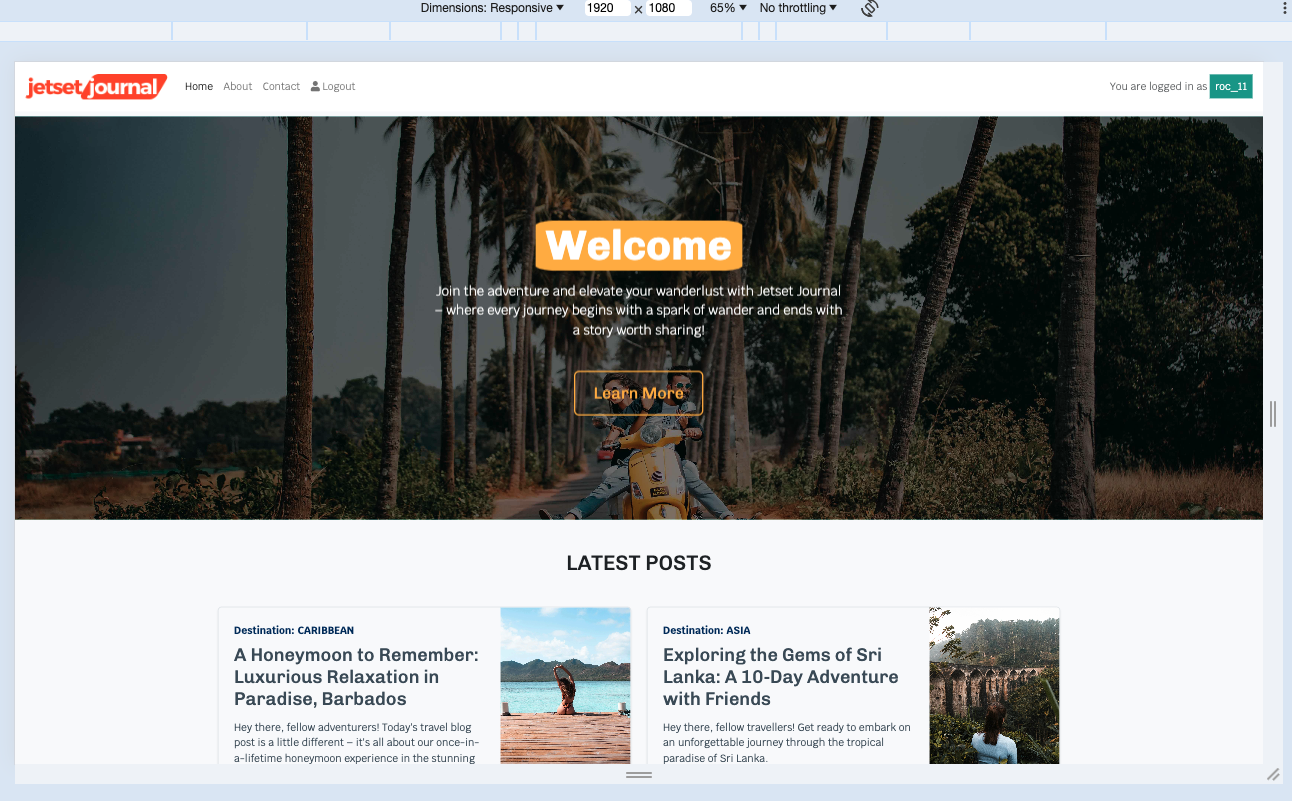 Dimensions: Responsive 1920 × 1080 65% No throttling
jetset journal Home About Contact Logout You are logged in as roc_11
Welcome
Join the adventure and elevate your wanderlust with Jetset Journal
– where every journey begins with a spark of wander and ends with
a story worth sharing!
Learn More
LATEST POSTS
Destination: CARIBBEAN
A Honeymoon to Remember:
Luxurious Relaxation in
Paradise, Barbados
Hey there, fellow adventurers! Today's travel blog
post is a little different – it's all about our once-in-
a-lifetime honeymoon experience in the stunning
Destination: ASIA
Exploring the Gems of Sri
Lanka: A 10-Day Adventure
with Friends
Hey there, fellow travellers! Get ready to embark on
an unforgettable journey through the tropical
paradise of Sri Lanka.